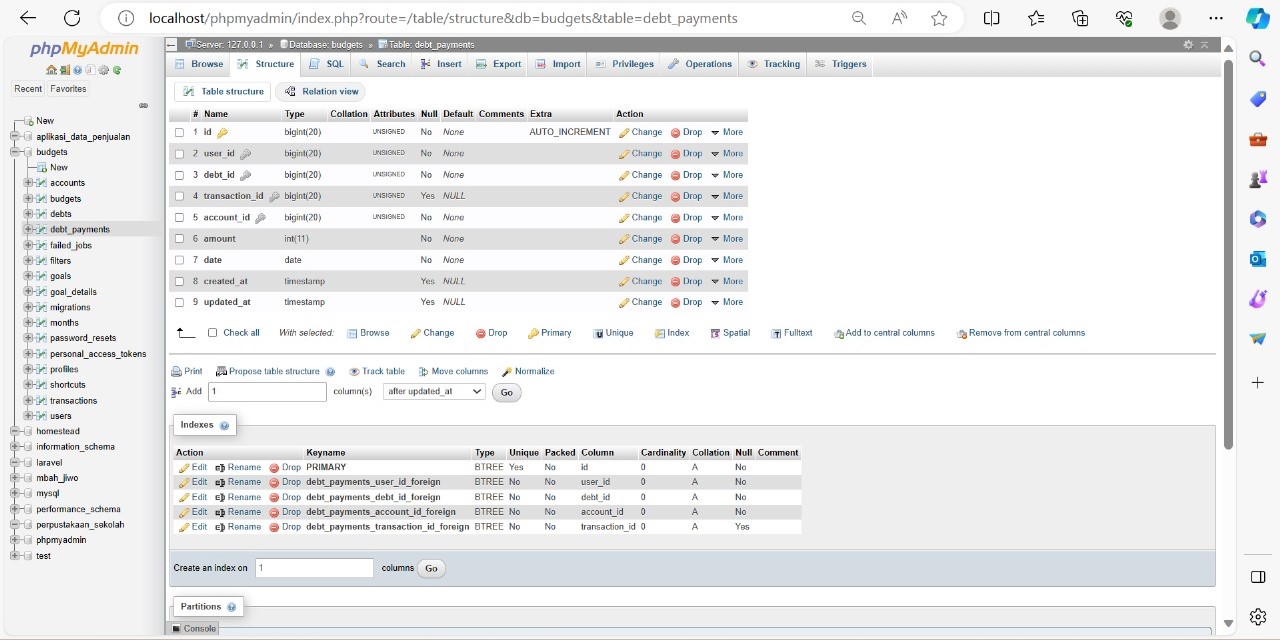 localhost/phpmyadmin/index.php?route=/table/structure&db=budgets&table=debt_payments
phpMyAdmin
Recent Favorites
New
aplikasi_data_penjualan
budgets
New
accounts
budgets
debts
debt_payments
failed_jobs
filters
goals
goal_details
migrations
months
password_resets
personal_access_tokens
profiles
shortcuts
transactions
users
homestead
information_schema
laravel
mbah_jiwo
mysql
performance_schema
perpustakaan_sekolah
phpmyadmin
test
Server: 127.0.0.1 » Database: budgets » Table: debt_payments
Browse Structure SQL Search Insert Export Import Privileges Operations Tracking Triggers
Table structure Relation view
# Name Type Collation Attributes Null Default Comments Extra Action
1 id bigint(20) UNSIGNED No None AUTO_INCREMENT Change Drop More
2 user_id bigint(20) UNSIGNED No None Change Drop More
3 debt_id bigint(20) UNSIGNED No None Change Drop More
4 transaction_id bigint(20) UNSIGNED Yes NULL Change Drop More
5 account_id bigint(20) UNSIGNED No None Change Drop More
6 amount int(11) No None Change Drop More
7 date date No None Change Drop More
8 created_at timestamp Yes NULL Change Drop More
9 updated_at timestamp Yes NULL Change Drop More
Check all With selected: Browse Change Drop Primary Unique Index Spatial Fulltext Add to central columns Remove from central columns
Print Propose table structure Track table Move columns Normalize
Add 1 column(s) after updated_at Go
Indexes
Action Keyname Type Unique Packed Column Cardinality Collation Null Comment
Edit Rename Drop PRIMARY BTREE Yes No id 0 A No
Edit Rename Drop debt_payments_user_id_foreign BTREE No No user_id 0 A No
Edit Rename Drop debt_payments_debt_id_foreign BTREE No No debt_id 0 A No
Edit Rename Drop debt_payments_account_id_foreign BTREE No No account_id 0 A No
Edit Rename Drop debt_payments_transaction_id_foreign BTREE No No transaction_id 0 A Yes
Create an index on 1 columns Go
Partitions
Console